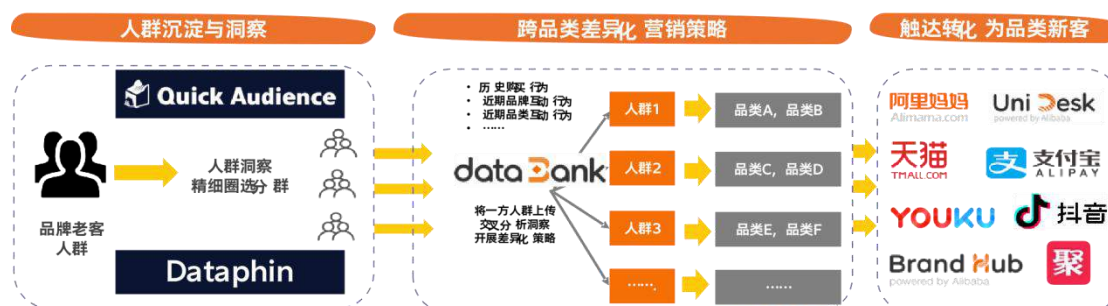 人群沉淀与洞察
跨品类差异化 营销策略
触达转化 为品类新客
Quick Audience
品牌老客
人群
人群洞察
精细圈选分 群
Dataphin
• 历 史购买 行为
• 近期品牌互动 行为
• 近期品类互动 行为
• ……
dataBank
将一方人群上传
交叉分 析洞察
开展差异化 策略
人群1
品类A,品类B
人群2
品类C,品类D
人群3
品类E,品类F
…….
……
阿里妈妈
Alimama.com
Uni Desk
powered by Alibaba
天猫
TMALL.COM
支 支付宝
ALIPAY
YOUKU
抖音
Brand Hub
powered by Alibaba
聚